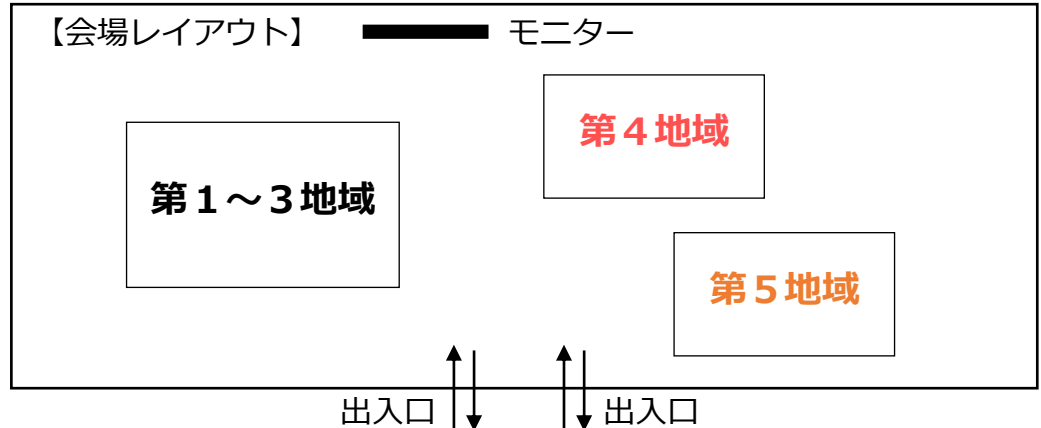 【会場レイアウト】 モニター
第４地域
第１～３地域
第５地域
出入口 出入口